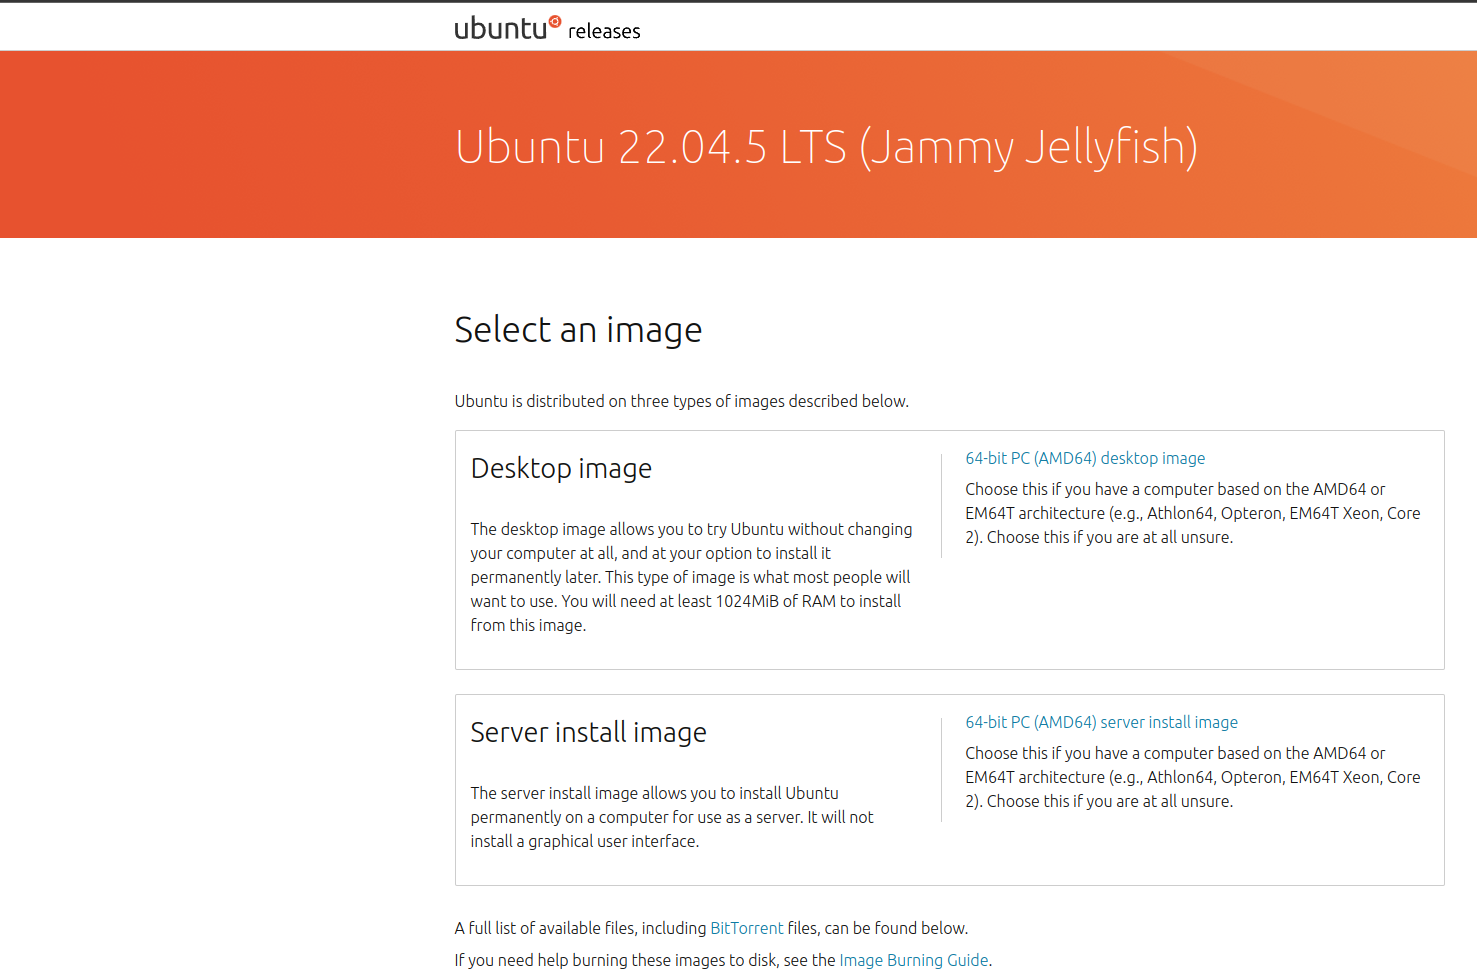 ubuntu releases
Ubuntu 22.04.5 LTS (Jammy Jellyfish)
Select an image
Ubuntu is distributed on three types of images described below.
Desktop image
The desktop image allows you to try Ubuntu without changing
your computer at all, and at your option to install it
permanently later. This type of image is what most people will
want to use. You will need at least 1024MiB of RAM to install
from this image.
64-bit PC (AMD64) desktop image
Choose this if you have a computer based on the AMD64 or
EM64T architecture (e.g., Athlon64, Opteron, EM64T Xeon, Core
2). Choose this if you are at all unsure.
Server install image
The server install image allows you to install Ubuntu
permanently on a computer for use as a server. It will not
install a graphical user interface.
64-bit PC (AMD64) server install image
Choose this if you have a computer based on the AMD64 or
EM64T architecture (e.g., Athlon64, Opteron, EM64T Xeon, Core
2). Choose this if you are at all unsure.
A full list of available files, including BitTorrent files, can be found below.
If you need help burning these images to disk, see the Image Burning Guide.